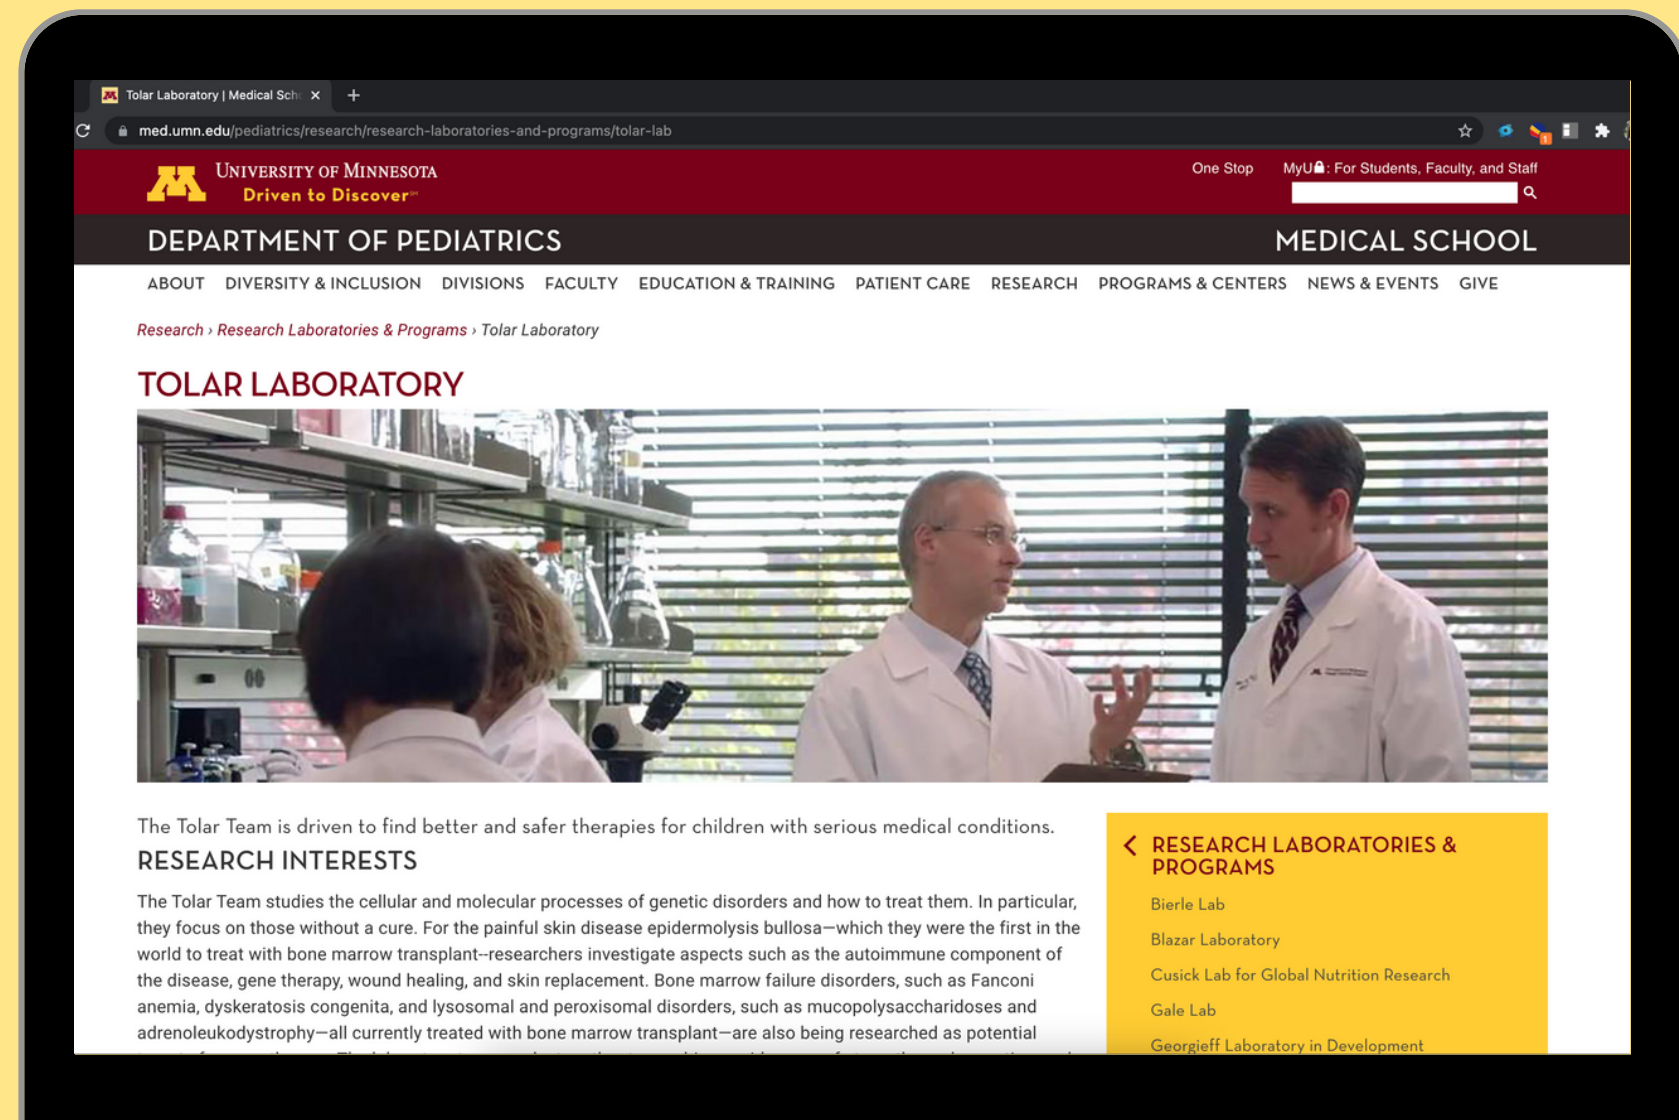 Tolar Laboratory | Medical Sch
med.umn.edu/pediatrics/research/research-laboratories-and-programs/tolar-lab
1
UNIVERSITY OF MINNESOTA
Driven to Discover℠
One Stop
MyU: For Students, Faculty, and Staff
DEPARTMENT OF PEDIATRICS
MEDICAL SCHOOL
ABOUT DIVERSITY & INCLUSION DIVISIONS FACULTY EDUCATION & TRAINING PATIENT CARE RESEARCH PROGRAMS & CENTERS NEWS & EVENTS GIVE
Research › Research Laboratories & Programs › Tolar Laboratory
TOLAR LABORATORY
The Tolar Team is driven to find better and safer therapies for children with serious medical conditions.
RESEARCH INTERESTS
The Tolar Team studies the cellular and molecular processes of genetic disorders and how to treat them. In particular,
they focus on those without a cure. For the painful skin disease epidermolysis bullosa—which they were the first in the
world to treat with bone marrow transplant--researchers investigate aspects such as the autoimmune component of
the disease, gene therapy, wound healing, and skin replacement. Bone marrow failure disorders, such as Fanconi
anemia, dyskeratosis congenita, and lysosomal and peroxisomal disorders, such as mucopolysaccharidoses and
adrenoleukodystrophy—all currently treated with bone marrow transplant—are also being researched as potential
RESEARCH LABORATORIES &
PROGRAMS
Bierle Lab
Blazar Laboratory
Cusick Lab for Global Nutrition Research
Gale Lab
Georgieff Laboratory in Development